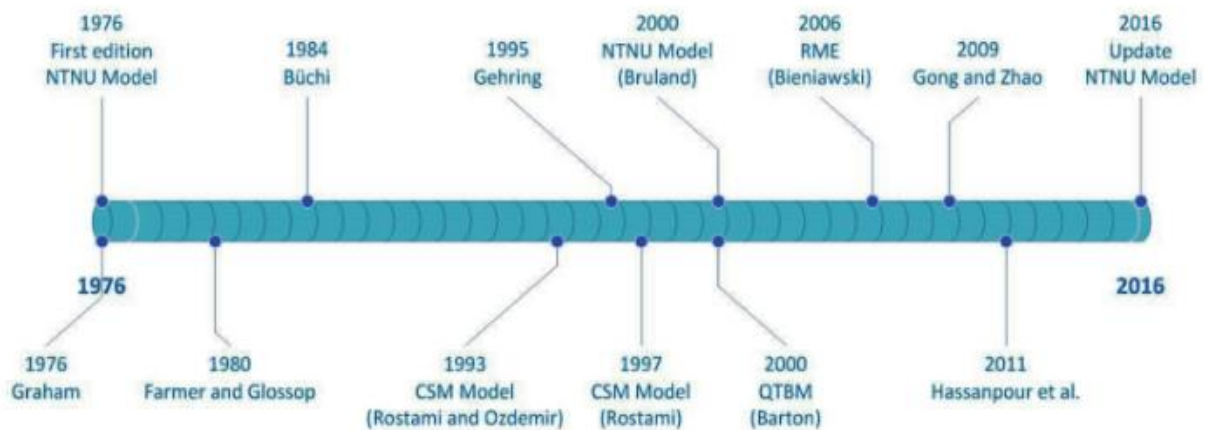 1976
First edition
NTNU Model
1984
Büchi
1995
Gehring
2000
NTNU Model
(Bruland)
2006
RME
(Bieniawski)
2009
Gong and Zhao
2016
Update
NTNU Model
1976
2016
1976
Graham
1980
Farmer and Glossop
1993
CSM Model
(Rostami and Ozdemir)
1997
CSM Model
(Rostami)
2000
QTBM
(Barton)
2011
Hassanpour et al.